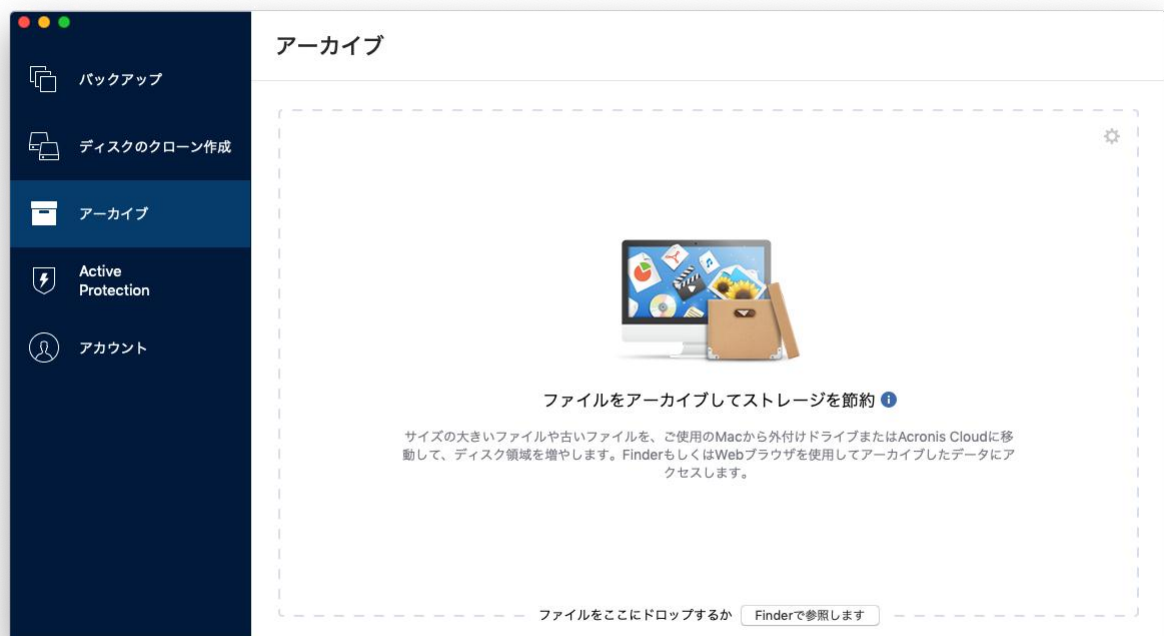 アーカイブ
バックアップ
ディスクのクローン作成
アーカイブ
Active
Protection
アカウント
ファイルをアーカイブしてストレージを節約
サイズの大きいファイルや古いファイルを、ご使用のMacから外付けドライブまたはAcronis Cloudに移
動して、ディスク領域を増やします。FinderもしくはWebブラウザを使用してアーカイブしたデータにア
クセスします。
ファイルをここにドロップするか Finderで参照します